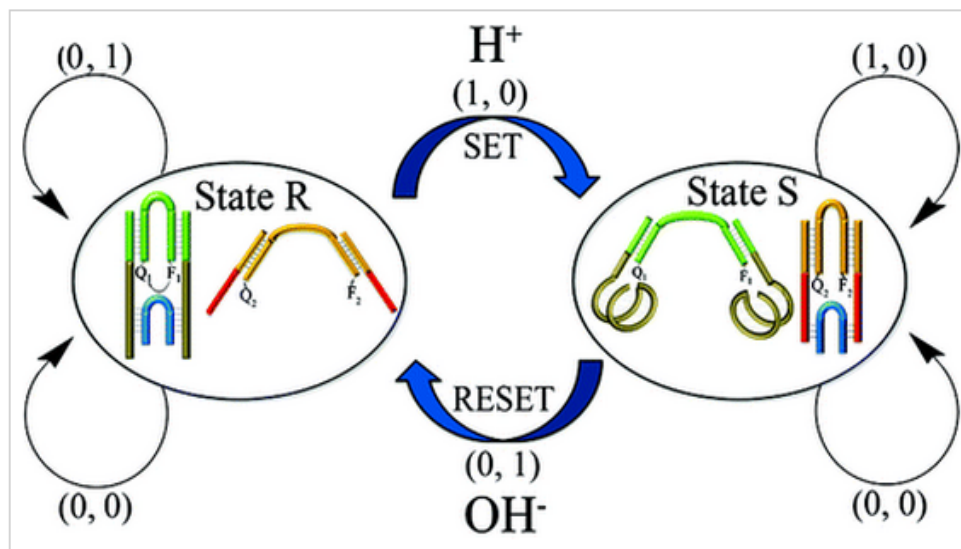 (0, 1)
H⁺
(1, 0)
(1, 0)
SET
State R
State S
Q₁
F₁
Q₂
F₂
Q₁
F₁
Q₂
F₂
RESET
(0, 1)
(0, 0)
(0, 0)
OH⁻